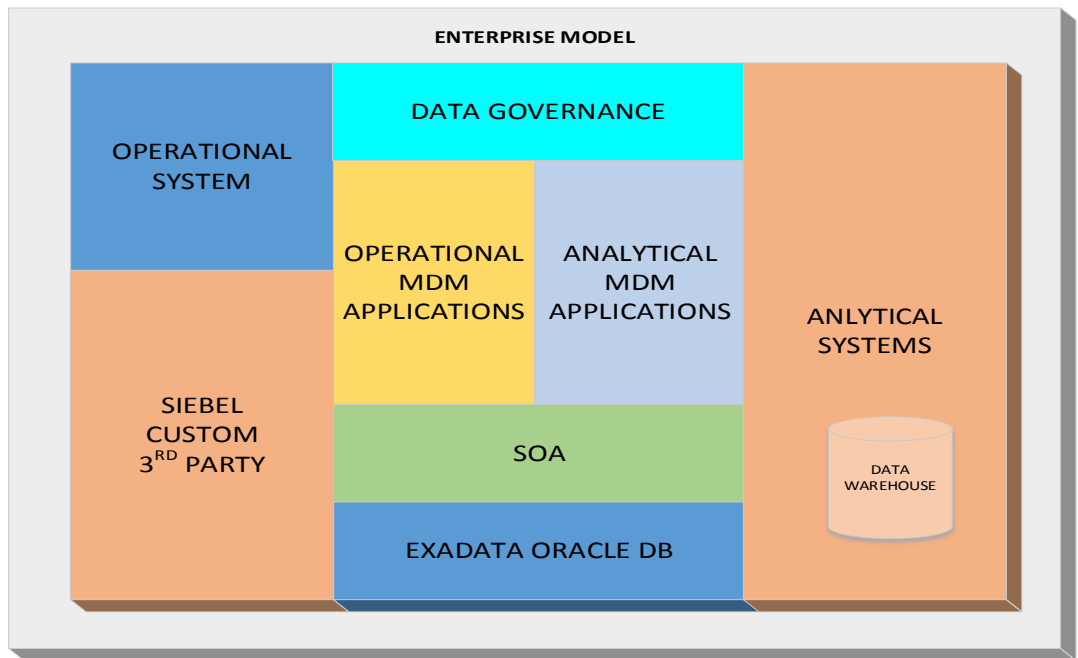 ENTERPRISE MODEL
OPERATIONAL
SYSTEM
DATA GOVERNANCE
OPERATIONAL
MDM
APPLICATIONS
ANALYTICAL
MDM
APPLICATIONS
ANLYTICAL
SYSTEMS
SIEBEL
CUSTOM
3RD PARTY
SOA
DATA
WAREHOUSE
EXADATA ORACLE DB